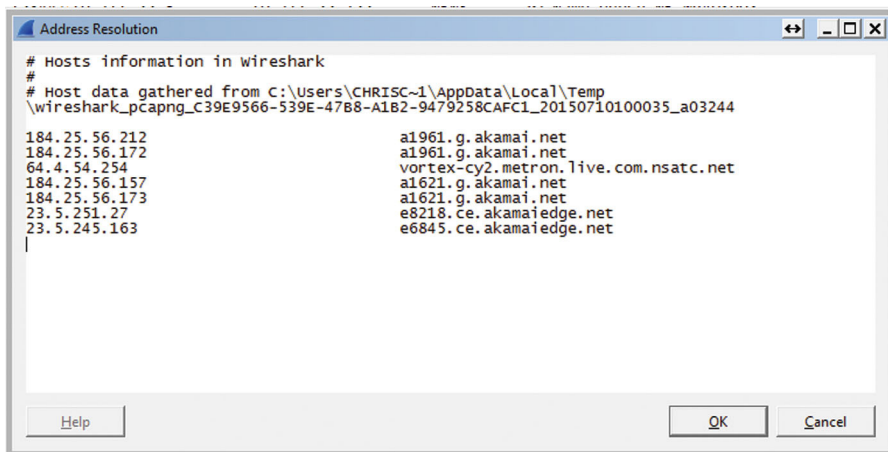 Address Resolution
# Hosts information in Wireshark
#
# Host data gathered from C:\Users\CHRISC~1\AppData\Local\Temp
\wireshark_pcapng_C39E9566-539E-47B8-A1B2-9479258CAFC1_20150710100035_a03244
184.25.56.212 a1961.g.akamai.net
184.25.56.172 a1961.g.akamai.net
64.4.54.254 vortex-cy2.metron.live.com.nsatc.net
184.25.56.157 a1621.g.akamai.net
184.25.56.173 a1621.g.akamai.net
23.5.251.27 e8218.ce.akamaiedge.net
23.5.245.163 e6845.ce.akamaiedge.net
Help OK Cancel